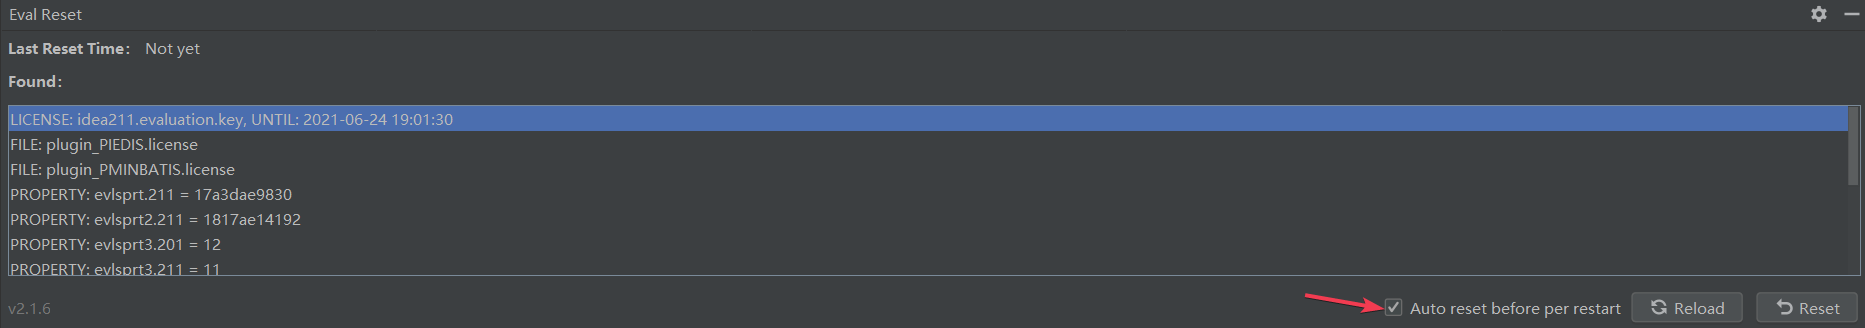 Eval Reset
Last Reset Time: Not yet
Found:
LICENSE: idea211.evaluation.key, UNTIL: 2021-06-24 19:01:30
FILE: plugin_PIEDIS.license
FILE: plugin_PMINBATIS.license
PROPERTY: evlsprt.211 = 17a3dae9830
PROPERTY: evlsprt2.211 = 1817ae14192
PROPERTY: evlsprt3.201 = 12
PROPERTY: evlsprt3.211 = 11
v2.1.6 Auto reset before per restart Reload Reset